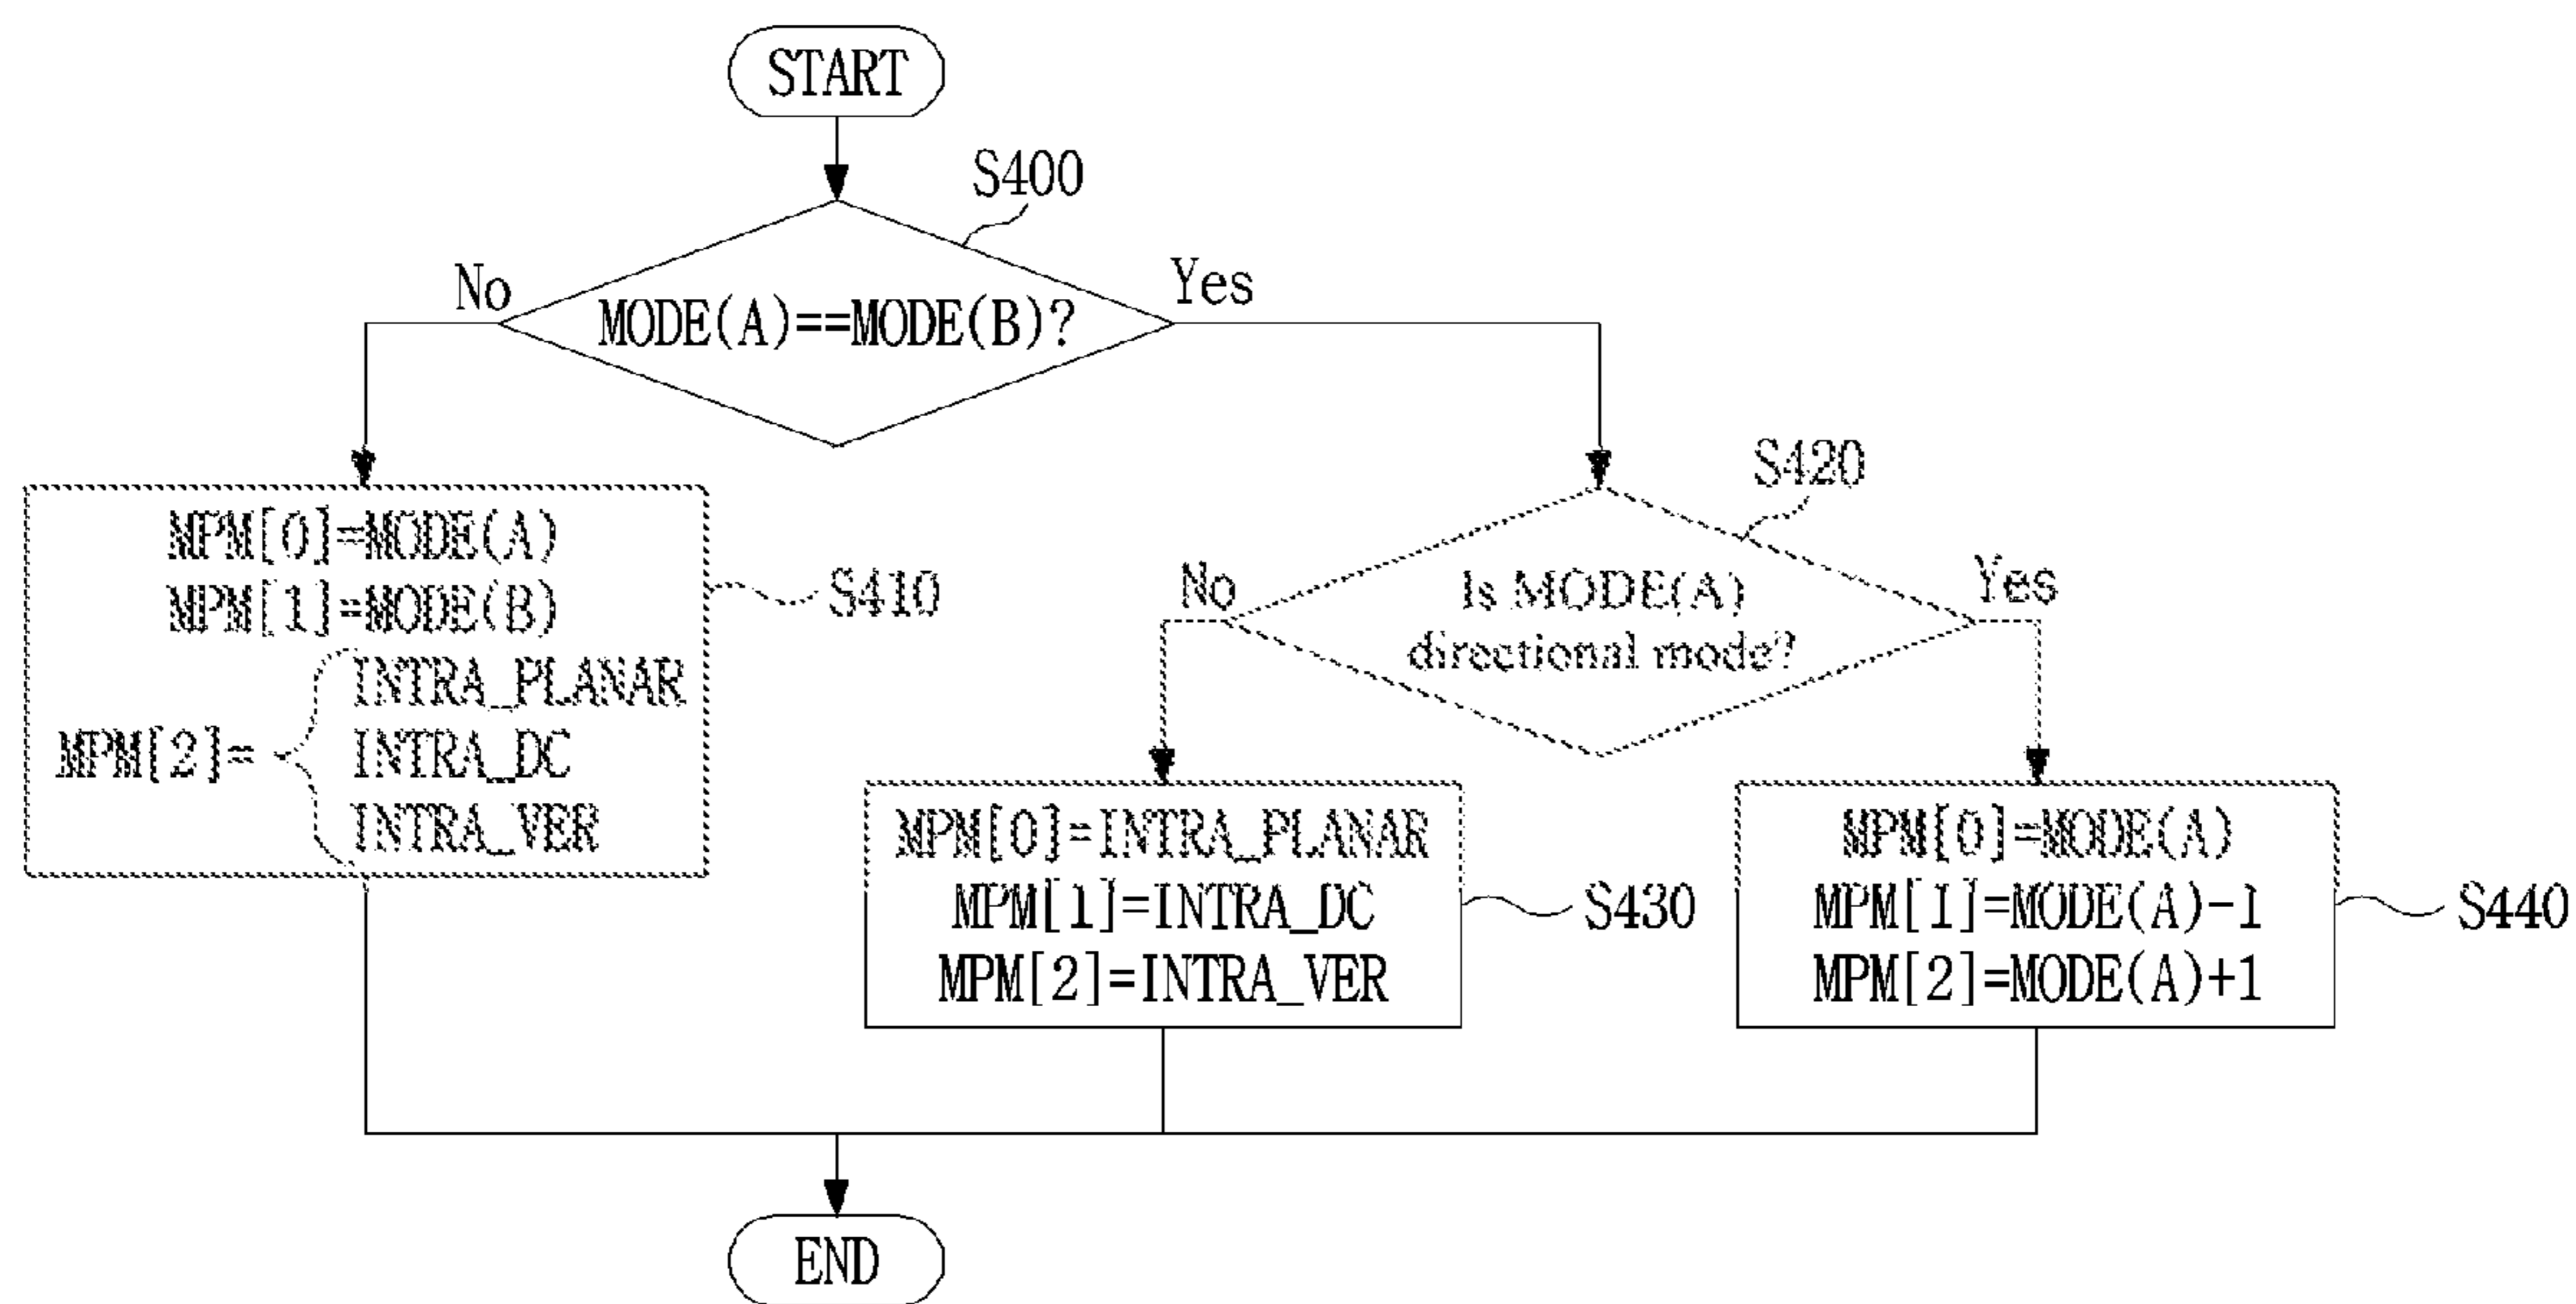 START
S400
No
Yes
MODE(A)==MODE(B)?
S420
MPM[0]=MODE(A)
MPM[1]=MODE(B)
MPM[2]=
INTRA_PLANAR
INTRA_DC
INTRA_VER
S410
No
Yes
Is MODE(A)
directional mode?
MPM[0]=INTRA_PLANAR
MPM[1]=INTRA_DC
MPM[2]=INTRA_VER
S430
MPM[0]=MODE(A)
MPM[1]=MODE(A)-1
MPM[2]=MODE(A)+1
S440
END